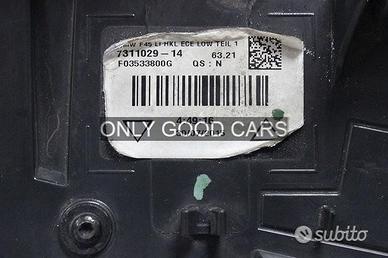 F45 LI HKL ECE LOW TEIL 1
7311029-14 63.21
F03533800G QS: N
4-49-16
ONLY GOOD CARS
subito